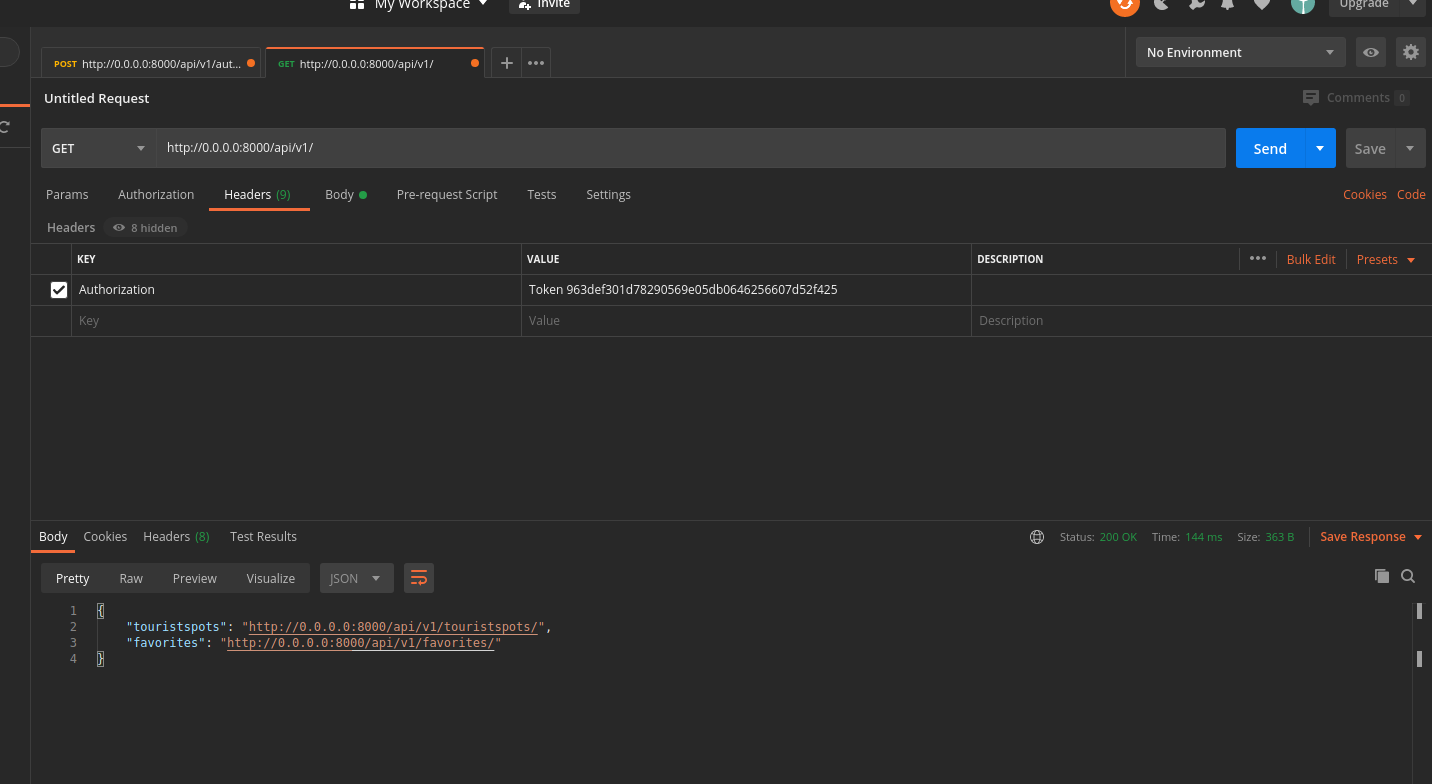 My Workspace Invite Upgrade
POST http://0.0.0.0:8000/api/v1/aut... GET http://0.0.0.0:8000/api/v1/ No Environment
Untitled Request Comments 0
GET http://0.0.0.0:8000/api/v1/ Send Save
Params Authorization Headers (9) Body Pre-request Script Tests Settings Cookies Code
Headers 8 hidden
KEY VALUE DESCRIPTION Bulk Edit Presets
Authorization Token 963def301d78290569e05db0646256607d52f425
Key Value Description
Body Cookies Headers (8) Test Results Status: 200 OK Time: 144 ms Size: 363 B Save Response
Pretty Raw Preview Visualize JSON
1 {
2 "touristspots": "http://0.0.0.0:8000/api/v1/touristspots/",
3 "favorites": "http://0.0.0.0:8000/api/v1/favorites/"
4 }